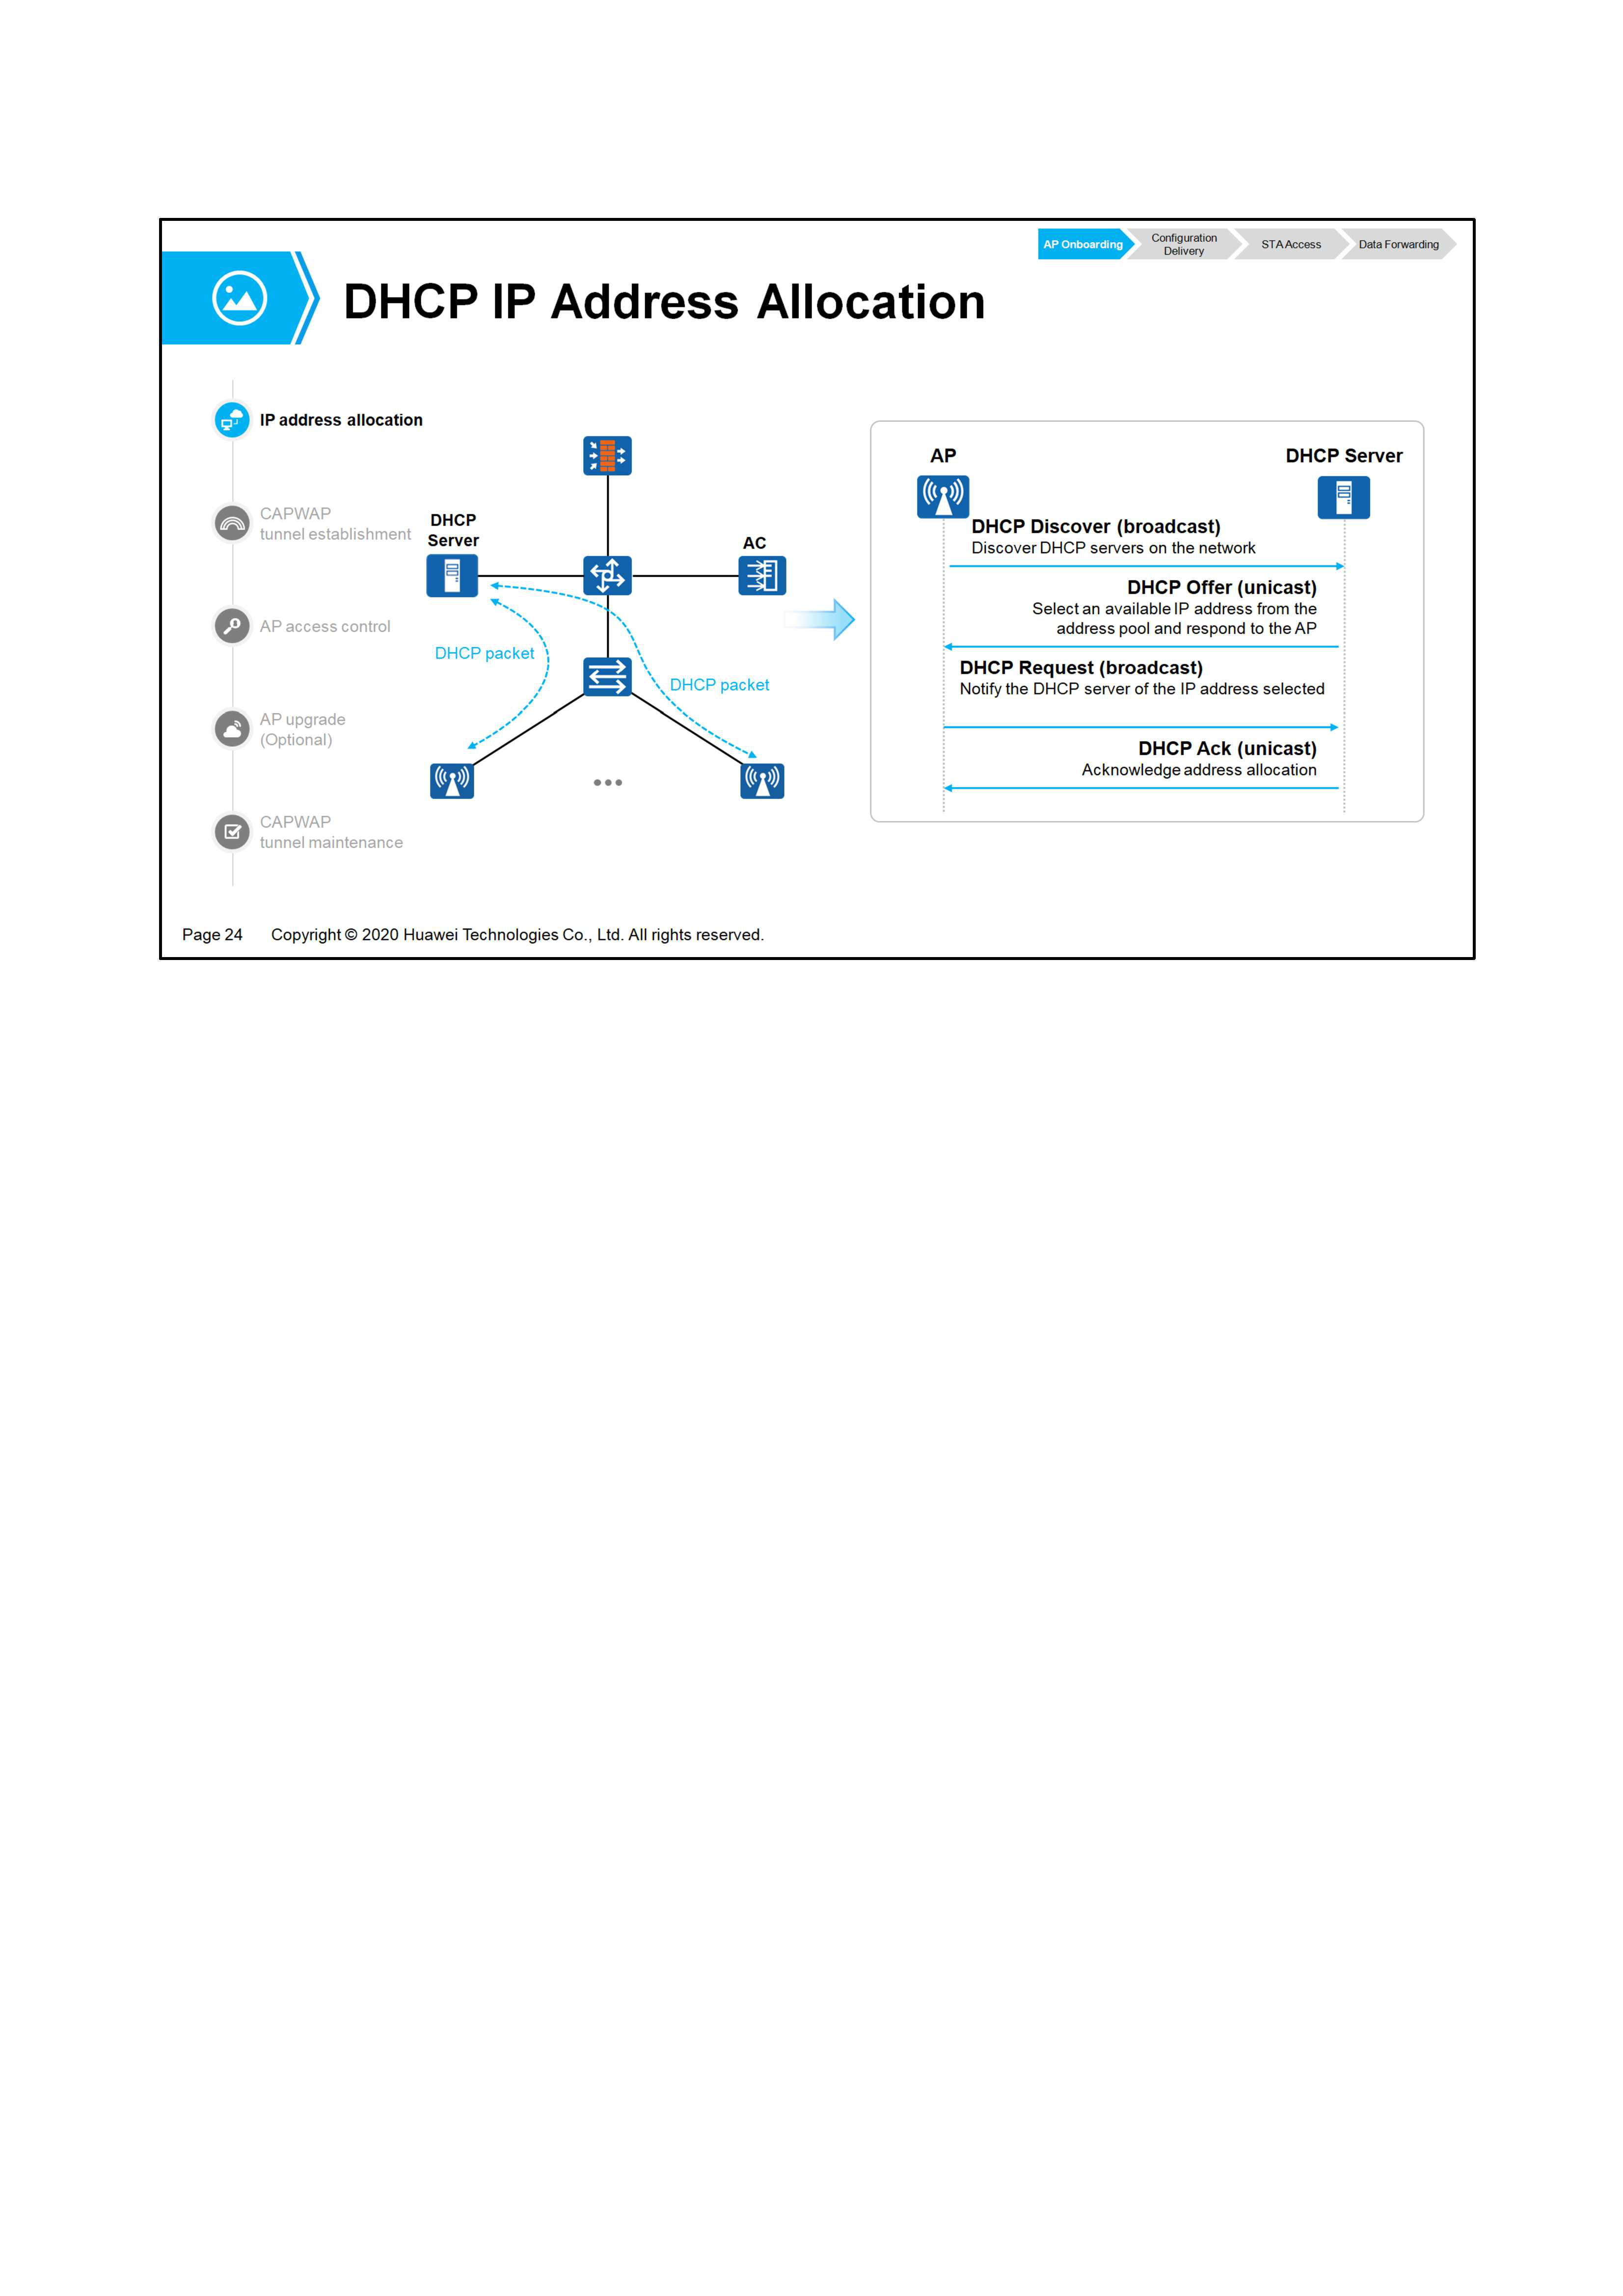 AP Onboarding
Configuration
Delivery
STA Access
Data Forwarding
DHCP IP Address Allocation
IP address allocation
CAPWAP
tunnel establishment
AP access control
AP upgrade
(Optional)
CAPWAP
tunnel maintenance
DHCP
Server
AC
DHCP packet
DHCP packet
AP
DHCP Server
DHCP Discover (broadcast)
Discover DHCP servers on the network
DHCP Offer (unicast)
Select an available IP address from the
address pool and respond to the AP
DHCP Request (broadcast)
Notify the DHCP server of the IP address selected
DHCP Ack (unicast)
Acknowledge address allocation
Page 24 Copyright © 2020 Huawei Technologies Co., Ltd. All rights reserved.